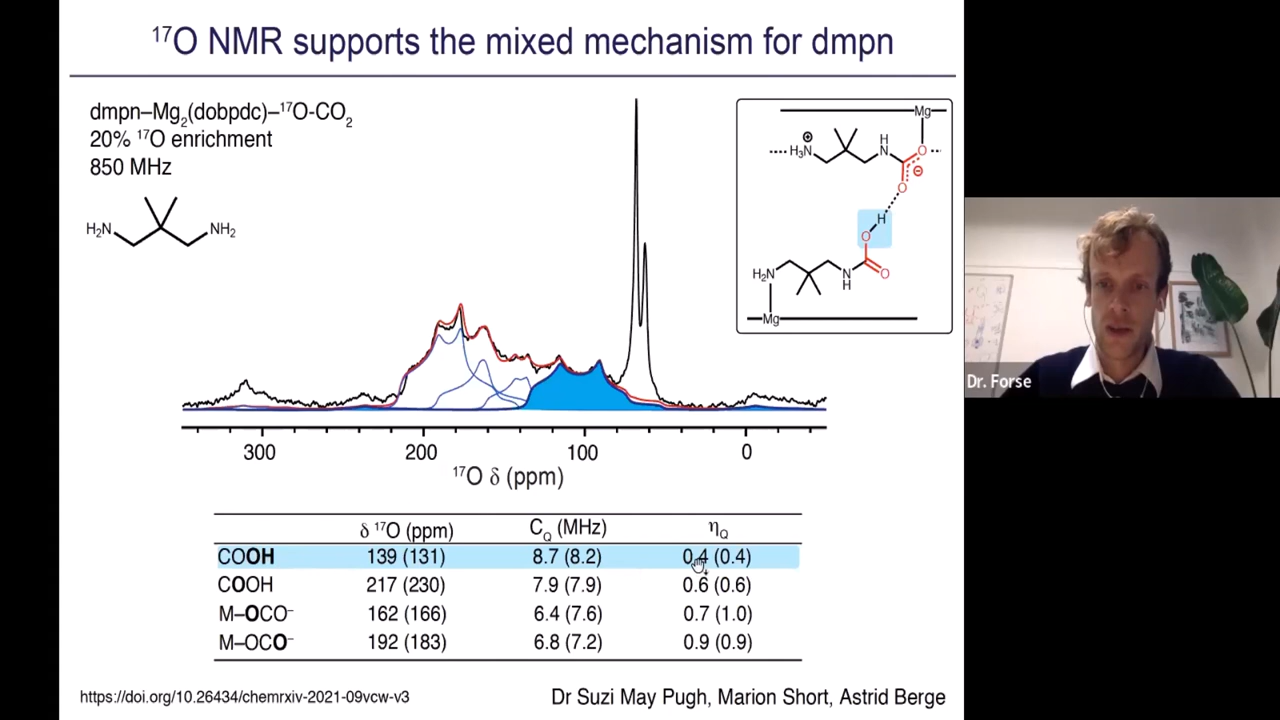 ¹⁷O NMR supports the mixed mechanism for dmpn
dmpn–Mg₂(dobpdc)–¹⁷O-CO₂
20% ¹⁷O enrichment
850 MHz
H₂N NH₂
Mg
H₃N ⊕ H N O ⊖ O
H
O
H₂N N H O
Mg
Dr. Forse
300 200 100 0
¹⁷O δ (ppm)
δ ¹⁷O (ppm) C_Q (MHz) η_Q
COOH 139 (131) 8.7 (8.2) 0.4 (0.4)
COOH 217 (230) 7.9 (7.9) 0.6 (0.6)
M–OCO⁻ 162 (166) 6.4 (7.6) 0.7 (1.0)
M–OCO⁻ 192 (183) 6.8 (7.2) 0.9 (0.9)
https://doi.org/10.26434/chemrxiv-2021-09vcw-v3
Dr Suzi May Pugh, Marion Short, Astrid Berge